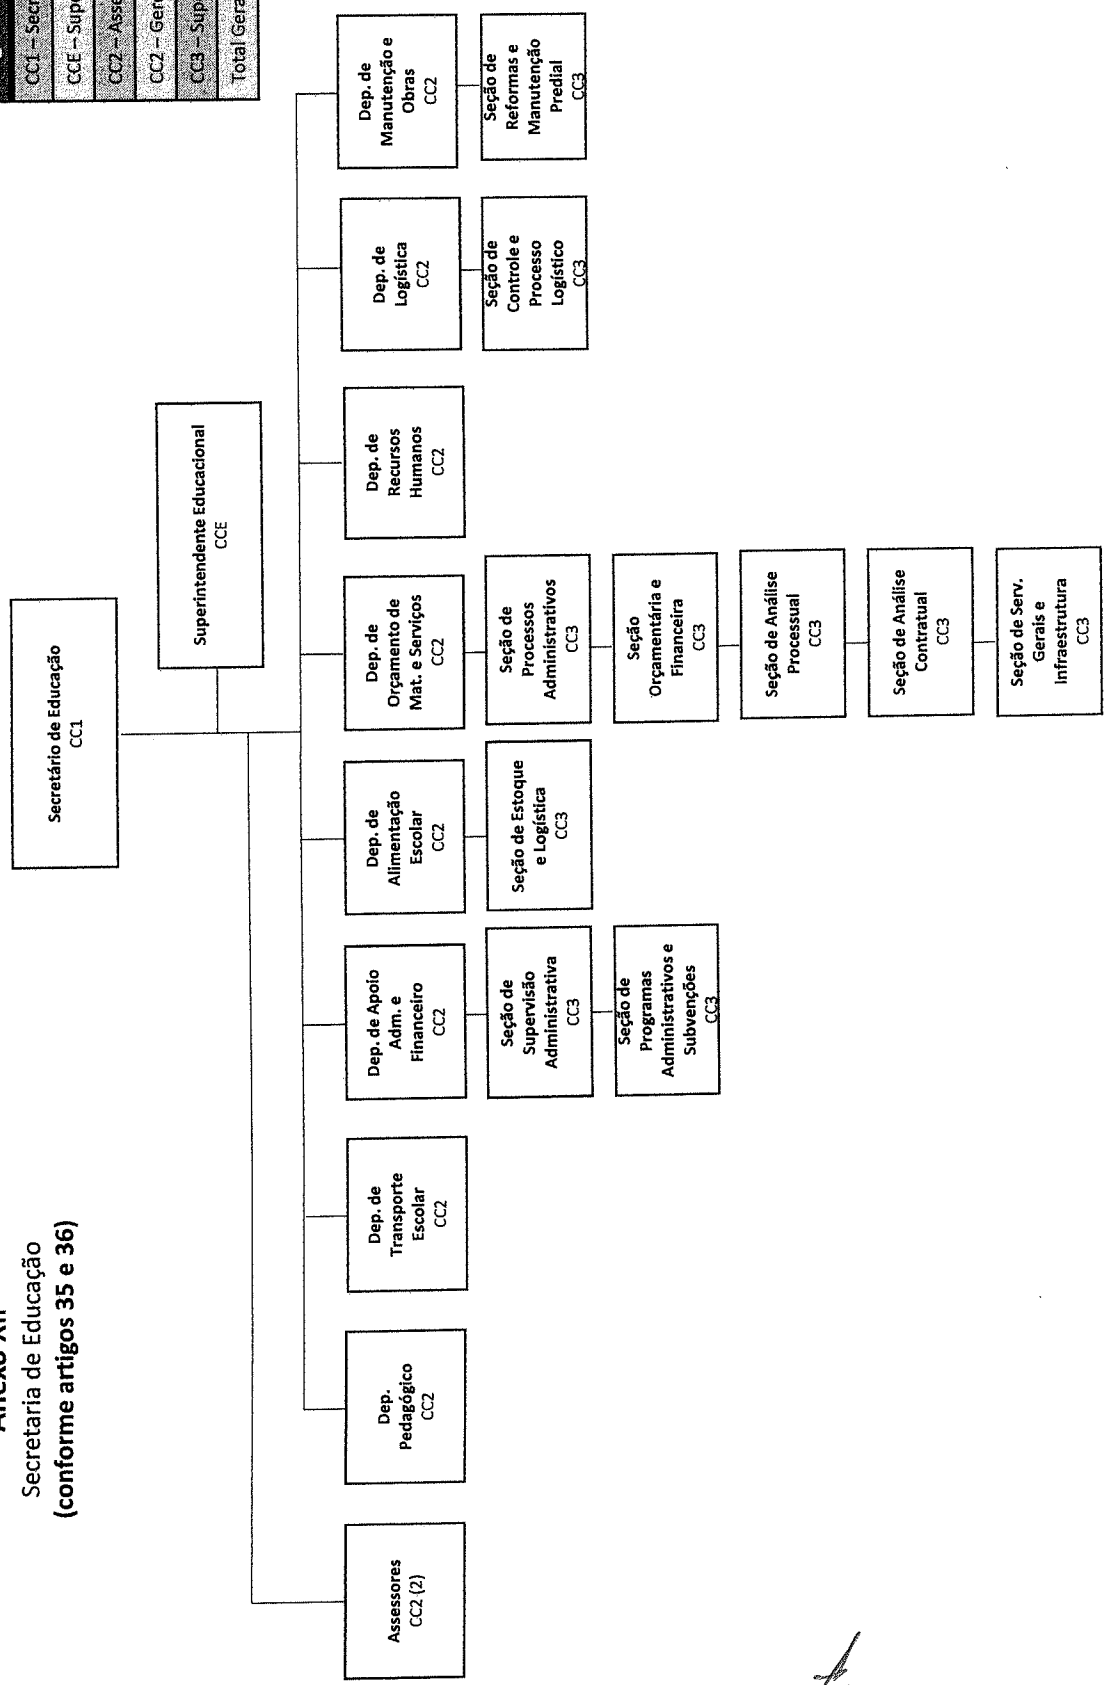 Secretaria de Educação
(conforme artigos 35 e 36)
CC1 –
CCE –
CC2 –
CC2 –
CC3 –
Total
Secretário de Educação
CC1
Superintendente Educacional
CCE
Assessores
CC2 (2)
Dep.
Pedagógico
CC2
Dep. de
Transporte
Escolar
CC2
Dep. de Apoio
Adm. e
Financeiro
CC2
Dep. de
Alimentação
Escolar
CC2
Dep. de
Orçamento de
Mat. e Serviços
CC2
Dep. de
Recursos
Humanos
CC2
Dep. de
Logística
CC2
Dep. de
Manutenção e
Obras
CC2
Seção de
Supervisão
Administrativa
CC3
Seção de Estoque
e Logística
CC3
Seção de
Processos
Administrativos
CC3
Seção de
Controle e
Processo
Logístico
CC3
Seção de
Reformas e
Manutenção
Predial
CC3
Seção de
Programas
Administrativos e
Subvenções
CC3
Seção
Orçamentária e
Financeira
CC3
Seção de Análise
Processual
CC3
Seção de Análise
Contratual
CC3
Seção de Serv.
Gerais e
Infraestrutura
CC3